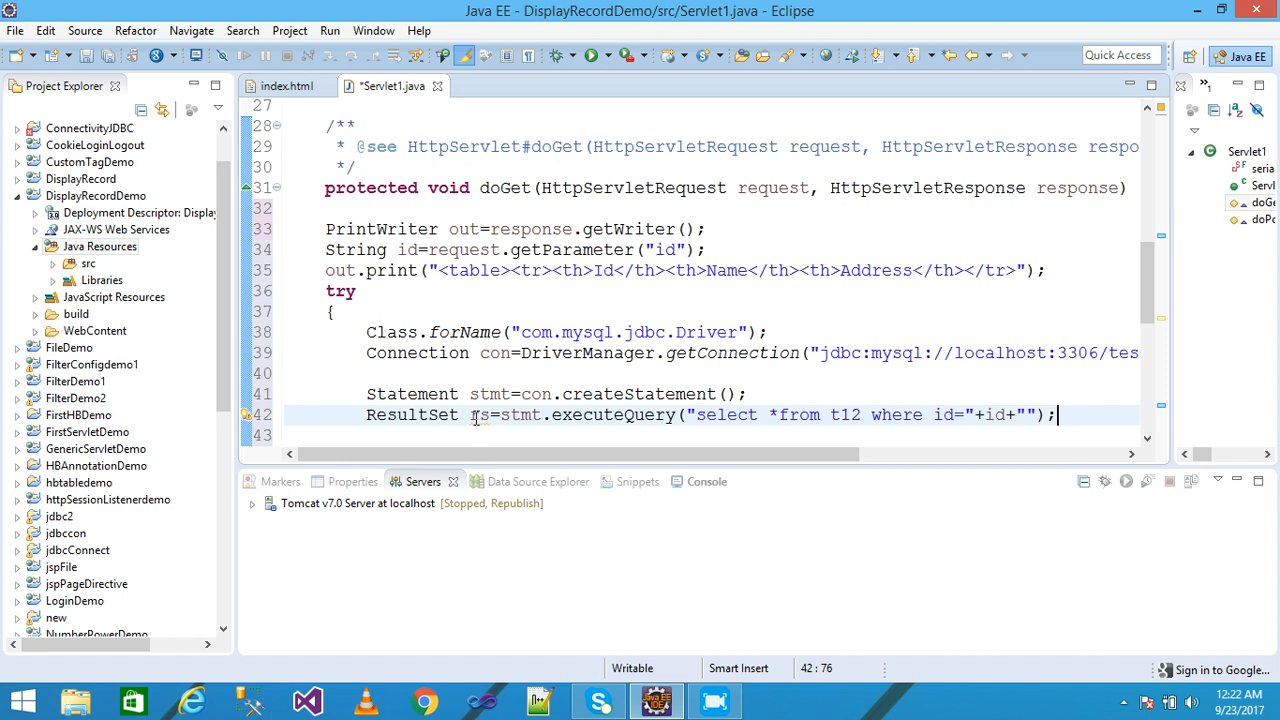 Java EE - DisplayRecordDemo/src/Servlet1.java - Eclipse
File Edit Source Refactor Navigate Search Project Run Window Help
Quick Access
Java EE
Project Explorer
ConnectivityJDBC
CookieLoginLogout
CustomTagDemo
DisplayRecord
DisplayRecordDemo
Deployment Descriptor: Display
JAX-WS Web Services
Java Resources
src
Libraries
JavaScript Resources
build
WebContent
FileDemo
FilterConfigdemo1
FilterDemo1
FilterDemo2
FirstHBDemo
FirstServletDemo
GenericServletDemo
HBAnnotationDemo
hbtabledemo
httpSessionListenerdemo
jdbc2
jdbccon
jdbcConnect
jspFile
jspPageDirective
LoginDemo
new
NumberPowerDemo
index.html
*Servlet1.java
27
28 /**
29 * @see HttpServlet#doGet(HttpServletRequest request, HttpServletResponse respo
30 */
31 protected void doGet(HttpServletRequest request, HttpServletResponse response)
32
33 PrintWriter out=response.getWriter();
34 String id=request.getParameter("id");
35 out.print("<table><tr><th>Id</th><th>Name</th><th>Address</th></tr>");
36 try
37 {
38 Class.forName("com.mysql.jdbc.Driver");
39 Connection con=DriverManager.getConnection("jdbc:mysql://localhost:3306/tes
40
41 Statement stmt=con.createStatement();
42 ResultSet rs=stmt.executeQuery("select *from t12 where id="+id+"");
43
1
Servlet1
seria
Servl
doGe
doPo
Markers Properties Servers Data Source Explorer Snippets Console
Tomcat v7.0 Server at localhost [Stopped, Republish]
Writable Smart Insert 42 : 76 Sign in to Google...
12:22 AM
9/23/2017